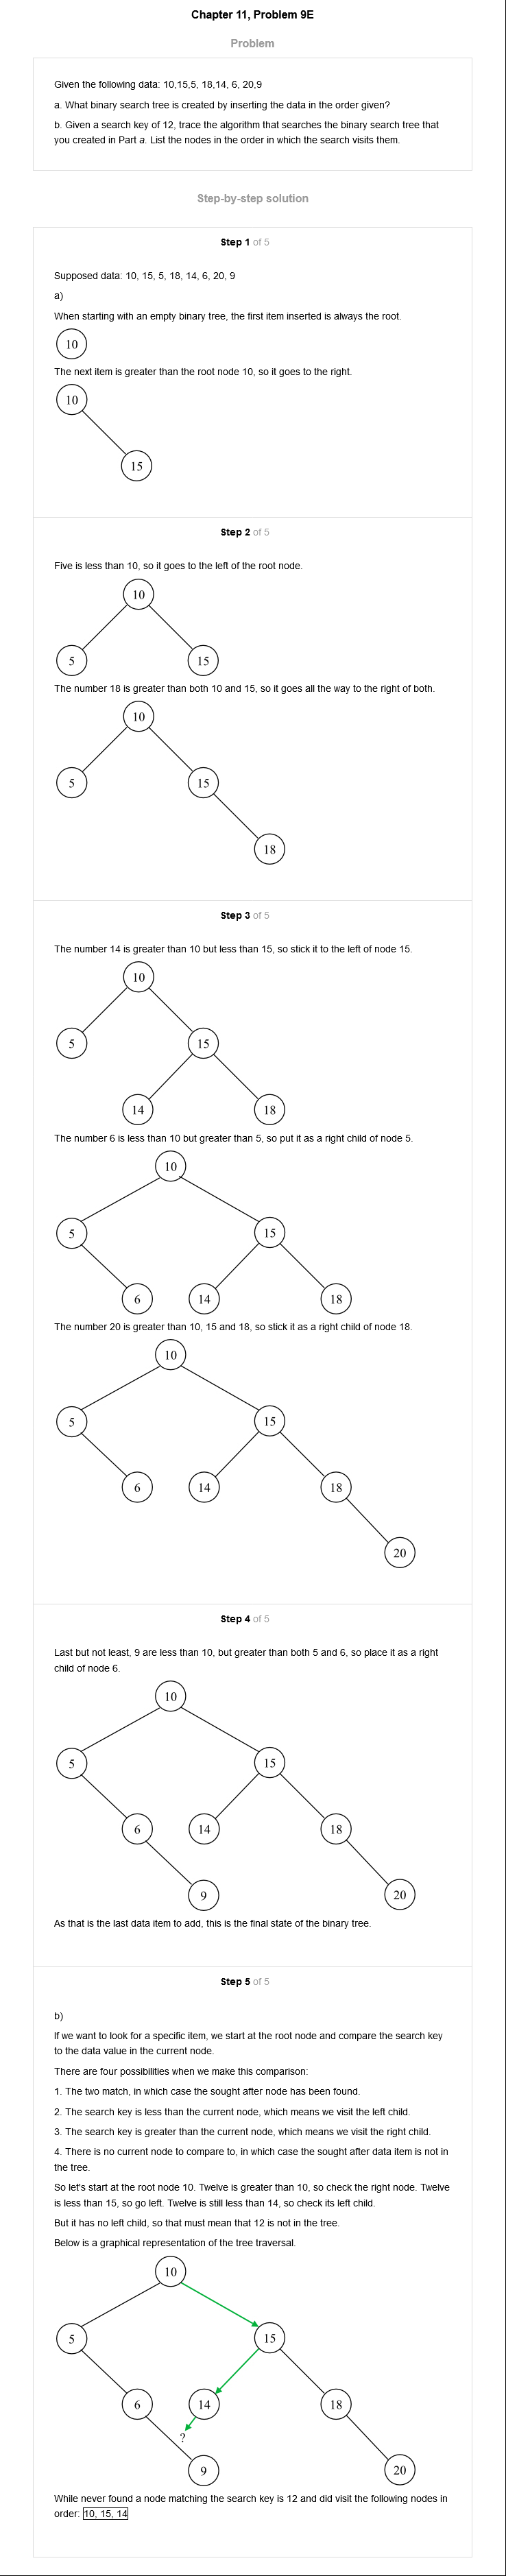 Chapter 11, Problem 9E
Problem
Given the following data: 10,15,5, 18,14, 6, 20,9
a. What binary search tree is created by inserting the data in the order given?
b. Given a search key of 12, trace the algorithm that searches the binary search tree that
you created in Part a. List the nodes in the order in which the search visits them.
Step-by-step solution
Step 1 of 5
Supposed data: 10, 15, 5, 18, 14, 6, 20, 9
a)
When starting with an empty binary tree, the first item inserted is always the root.
10
The next item is greater than the root node 10, so it goes to the right.
10
15
Step 2 of 5
Five is less than 10, so it goes to the left of the root node.
10
5 15
The number 18 is greater than both 10 and 15, so it goes all the way to the right of both.
10
5 15
18
Step 3 of 5
The number 14 is greater than 10 but less than 15, so stick it to the left of node 15.
10
5 15
14 18
The number 6 is less than 10 but greater than 5, so put it as a right child of node 5.
10
5 15
6 14 18
The number 20 is greater than 10, 15 and 18, so stick it as a right child of node 18.
10
5 15
6 14 18
20
Step 4 of 5
Last but not least, 9 are less than 10, but greater than both 5 and 6, so place it as a right
child of node 6.
10
5 15
6 14 18
9 20
As that is the last data item to add, this is the final state of the binary tree.
Step 5 of 5
b)
If we want to look for a specific item, we start at the root node and compare the search key
to the data value in the current node.
There are four possibilities when we make this comparison:
1. The two match, in which case the sought after node has been found.
2. The search key is less than the current node, which means we visit the left child.
3. The search key is greater than the current node, which means we visit the right child.
4. There is no current node to compare to, in which case the sought after data item is not in
the tree.
So let's start at the root node 10. Twelve is greater than 10, so check the right node. Twelve
is less than 15, so go left. Twelve is still less than 14, so check its left child.
But it has no left child, so that must mean that 12 is not in the tree.
Below is a graphical representation of the tree traversal.
10
5 15
6 14 18
?
9 20
While never found a node matching the search key is 12 and did visit the following nodes in
order: 10, 15, 14